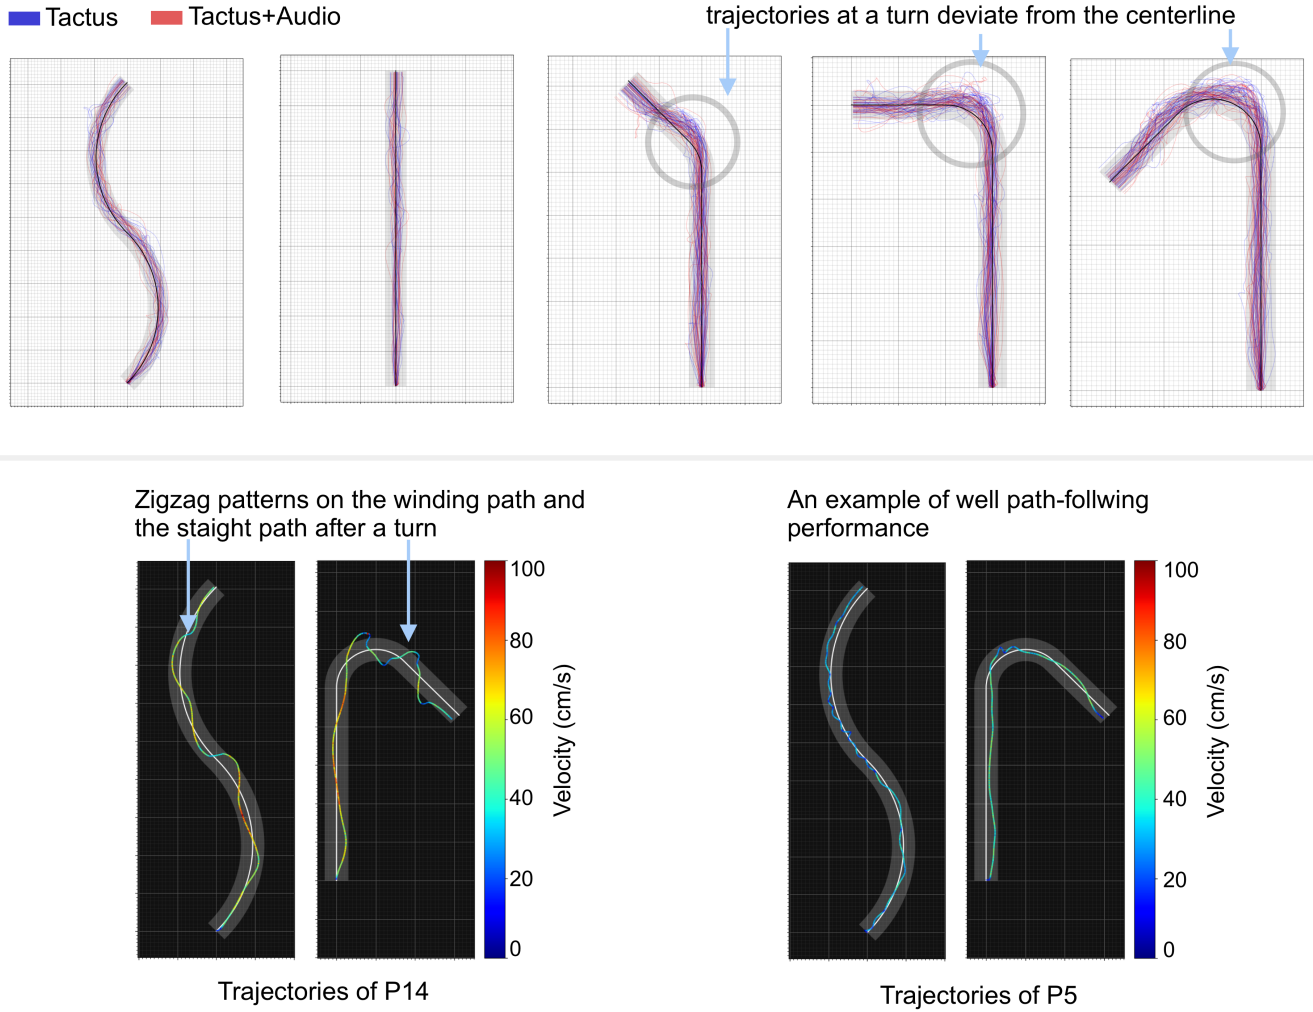 Tactus
Tactus+Audio
trajectories at a turn deviate from the centerline
Zigzag patterns on the winding path and
the staight path after a turn
An example of well path-follwing
performance
100
80
60
40
20
0
Velocity (cm/s)
100
80
60
40
20
0
Velocity (cm/s)
Trajectories of P14
Trajectories of P5